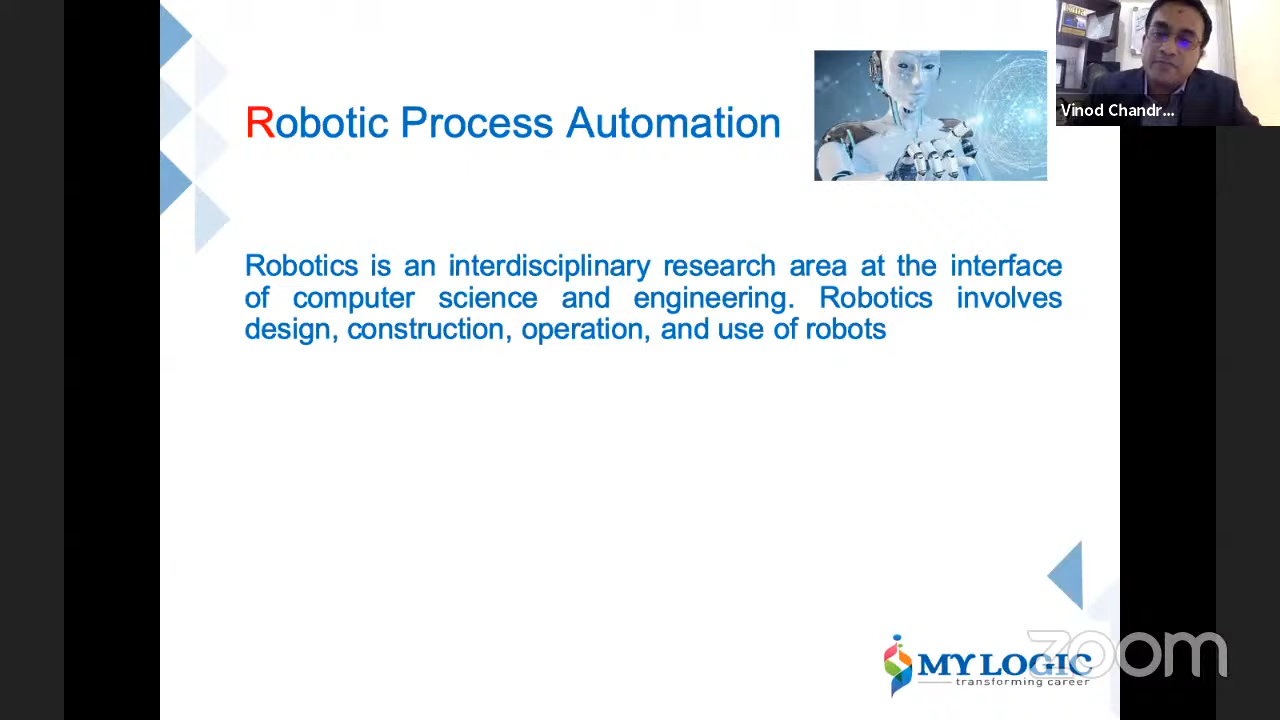 Robotic Process Automation
Vinod Chandr...
Robotics is an interdisciplinary research area at the interface
of computer science and engineering. Robotics involves
design, construction, operation, and use of robots
MY LOGIC
transforming career
zoom